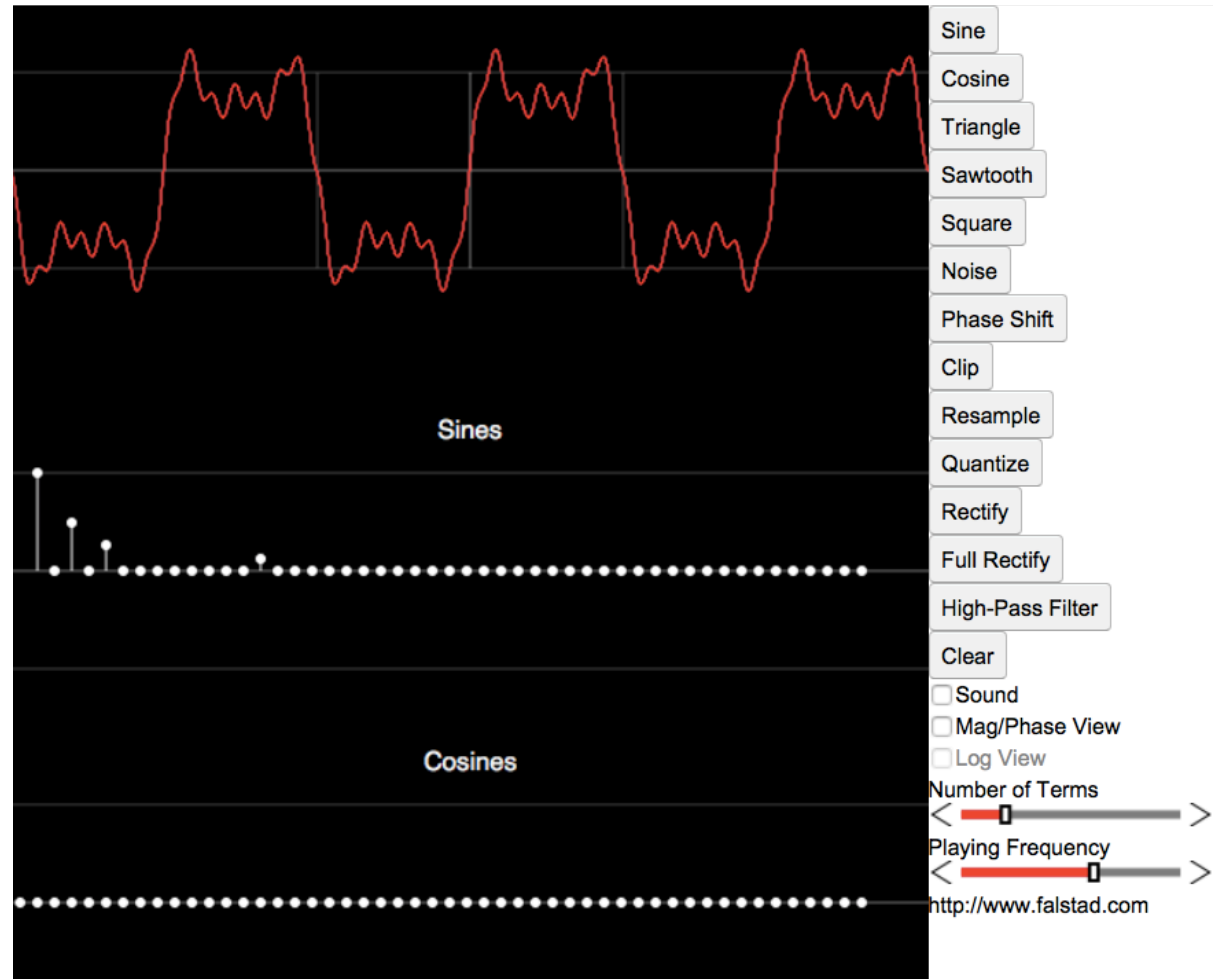 Sine
Cosine
Triangle
Sawtooth
Square
Noise
Phase Shift
Clip
Resample
Sines
Quantize
Rectify
Full Rectify
High-Pass Filter
Clear
Sound
Mag/Phase View
Cosines
Log View
Number of Terms
Playing Frequency
http://www.falstad.com